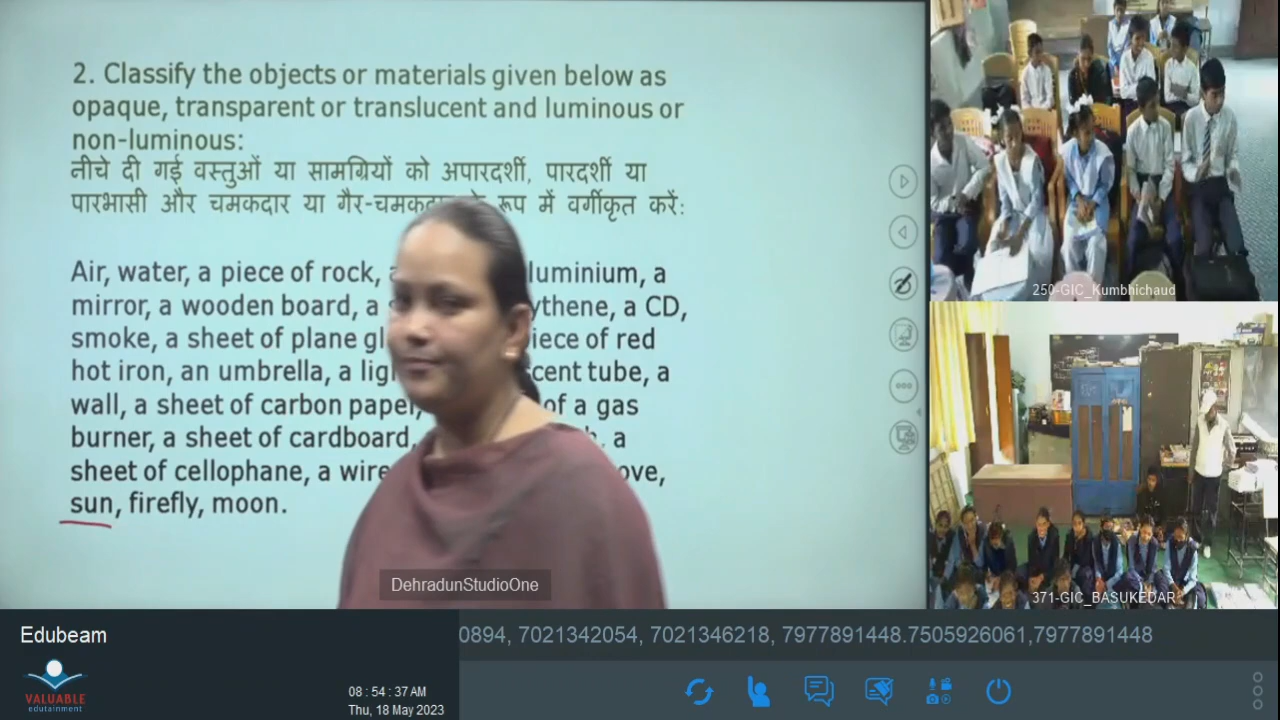 2. Classify the objects or materials given below as
opaque, transparent or translucent and luminous or
non-luminous:
नीचे दी गई वस्तुओं या सामग्रियों को अपारदर्शी, पारदर्शी या
पारभासी और चमकदार या गैर-चमकदार के रूप में वर्गीकृत करें:
Air, water, a piece of rock, a luminium, a
mirror, a wooden board, a ythene, a CD,
smoke, a sheet of plane gl iece of red
hot iron, an umbrella, a lig scent tube, a
wall, a sheet of carbon paper, of a gas
burner, a sheet of cardboard, h, a
sheet of cellophane, a wire ove,
sun, firefly, moon.
DehradunStudioOne
250-GIC_Kumbhichaud
371-GIC_BASUKEDAR
Edubeam
0894, 7021342054, 7021346218, 7977891448.7505926061,7977891448
VALUABLE
edutainment
08 : 54 : 37 AM
Thu, 18 May 2023